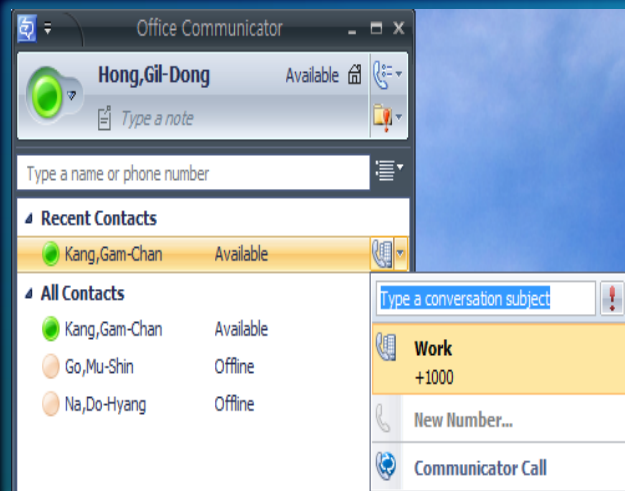 Office Communicator
Hong,Gil-Dong Available
Type a note
Type a name or phone number
Recent Contacts
Kang,Gam-Chan Available
All Contacts
Kang,Gam-Chan Available
Go,Mu-Shin Offline
Na,Do-Hyang Offline
Type a conversation subject
Work
+1000
New Number...
Communicator Call